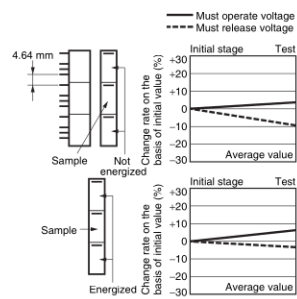 Must operate voltage
Must release voltage
4.64 mm
Sample
Not
energized
Change rate on the
basis of initial value (%)
Initial stage
Test
+30
+20
+10
0
−10
−20
−30
Average value
Sample
Energized
Change rate on the
basis of initial value (%)
Initial stage
Test
+30
+20
+10
0
−10
−20
−30
Average value